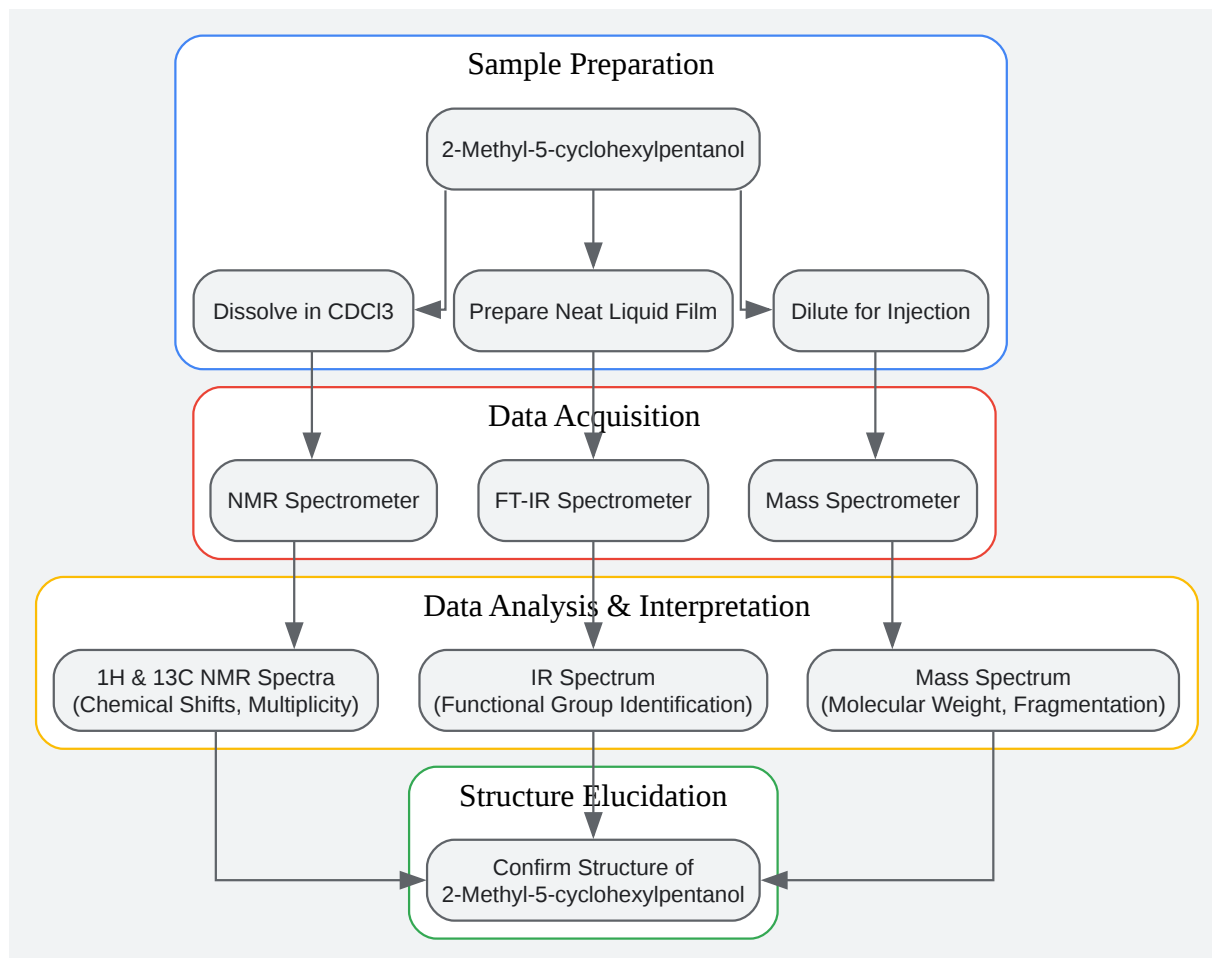 Sample Preparation
2-Methyl-5-cyclohexylpentanol
Dissolve in CDCl3
Prepare Neat Liquid Film
Dilute for Injection
Data Acquisition
NMR Spectrometer
FT-IR Spectrometer
Mass Spectrometer
Data Analysis & Interpretation
1H & 13C NMR Spectra
(Chemical Shifts, Multiplicity)
IR Spectrum
(Functional Group Identification)
Mass Spectrum
(Molecular Weight, Fragmentation)
Structure Elucidation
Confirm Structure of
2-Methyl-5-cyclohexylpentanol